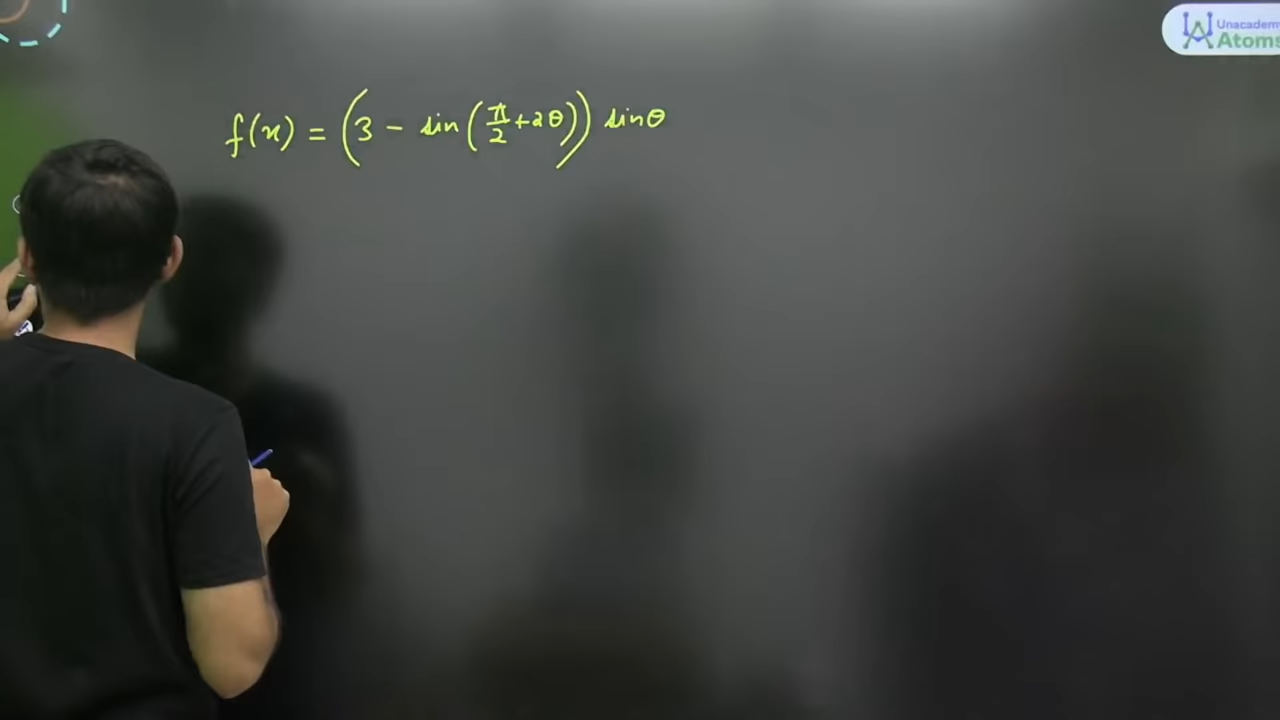 Unacademy
Atoms
f(x) = (3 - sin(π/2 + 2θ)) sinθ